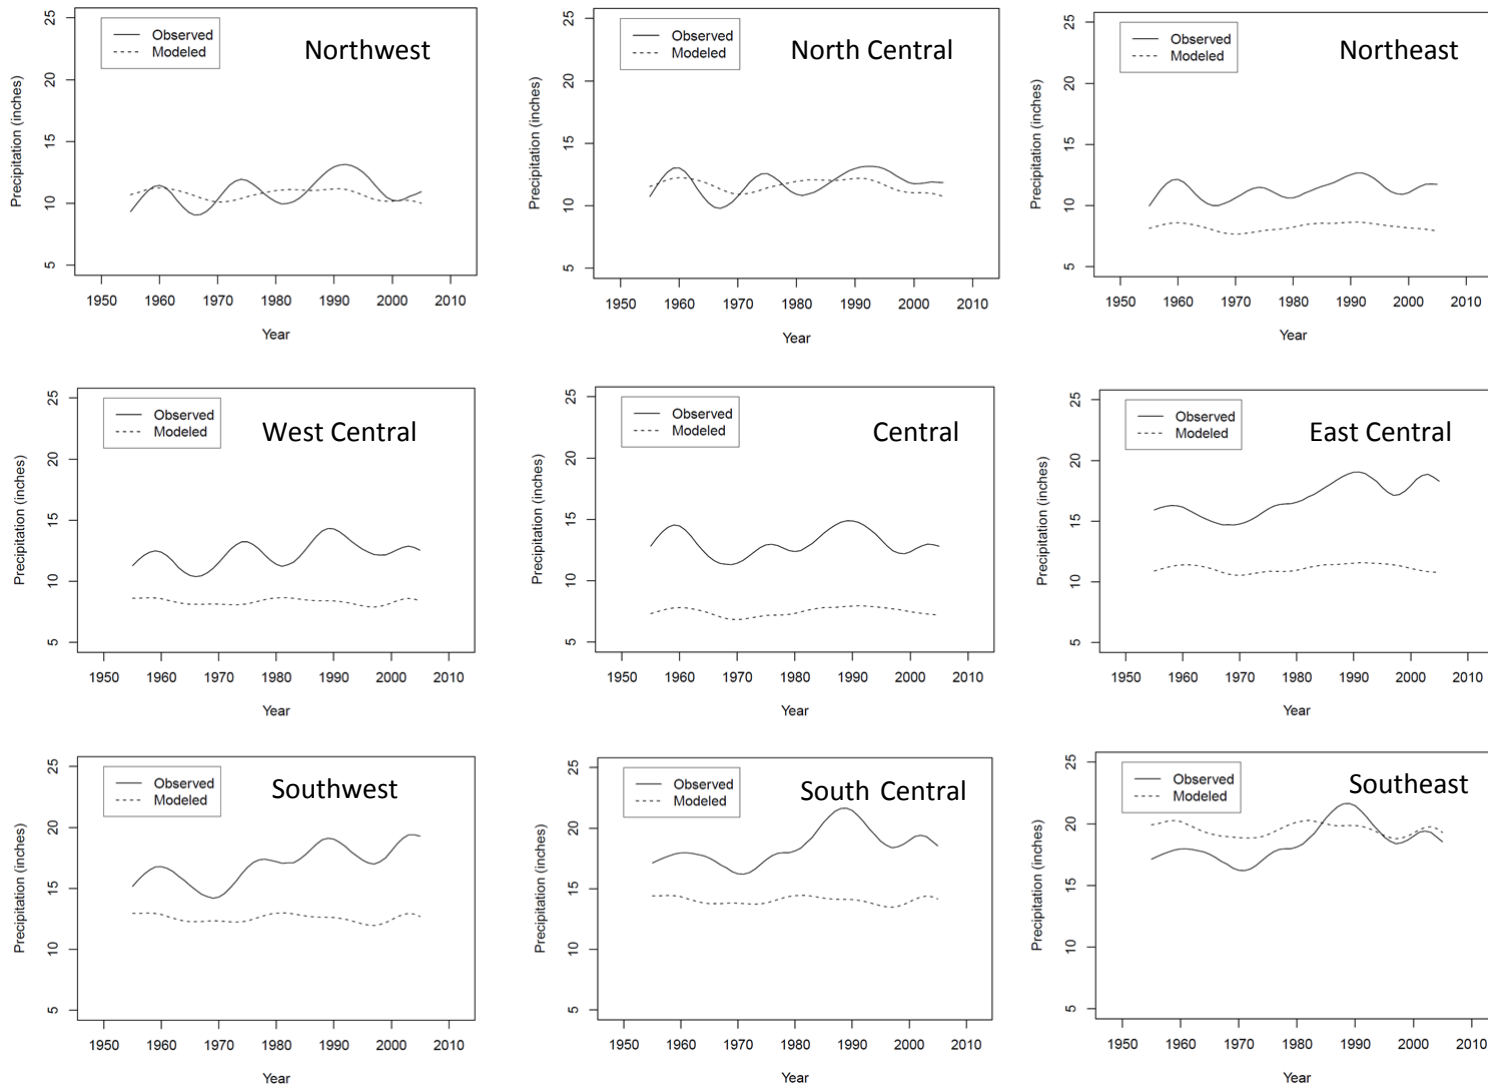 Observed
Modeled
Northwest
Precipitation (inches)
25
20
15
10
5
1950 1960 1970 1980 1990 2000 2010
Year
Observed
Modeled
North Central
Precipitation (inches)
25
20
15
10
5
1950 1960 1970 1980 1990 2000 2010
Year
Observed
Modeled
Northeast
Precipitation (inches)
25
20
15
10
5
1950 1960 1970 1980 1990 2000 2010
Year
Observed
Modeled
West Central
Precipitation (inches)
25
20
15
10
5
1950 1960 1970 1980 1990 2000 2010
Year
Observed
Modeled
Central
Precipitation (inches)
25
20
15
10
5
1950 1960 1970 1980 1990 2000 2010
Year
Observed
Modeled
East Central
Precipitation (inches)
25
20
15
10
5
1950 1960 1970 1980 1990 2000 2010
Year
Observed
Modeled
Southwest
Precipitation (inches)
25
20
15
10
5
1950 1960 1970 1980 1990 2000 2010
Year
Observed
Modeled
South Central
Precipitation (inches)
25
20
15
10
5
1950 1960 1970 1980 1990 2000 2010
Year
Observed
Modeled
Southeast
Precipitation (inches)
25
20
15
10
5
1950 1960 1970 1980 1990 2000 2010
Year